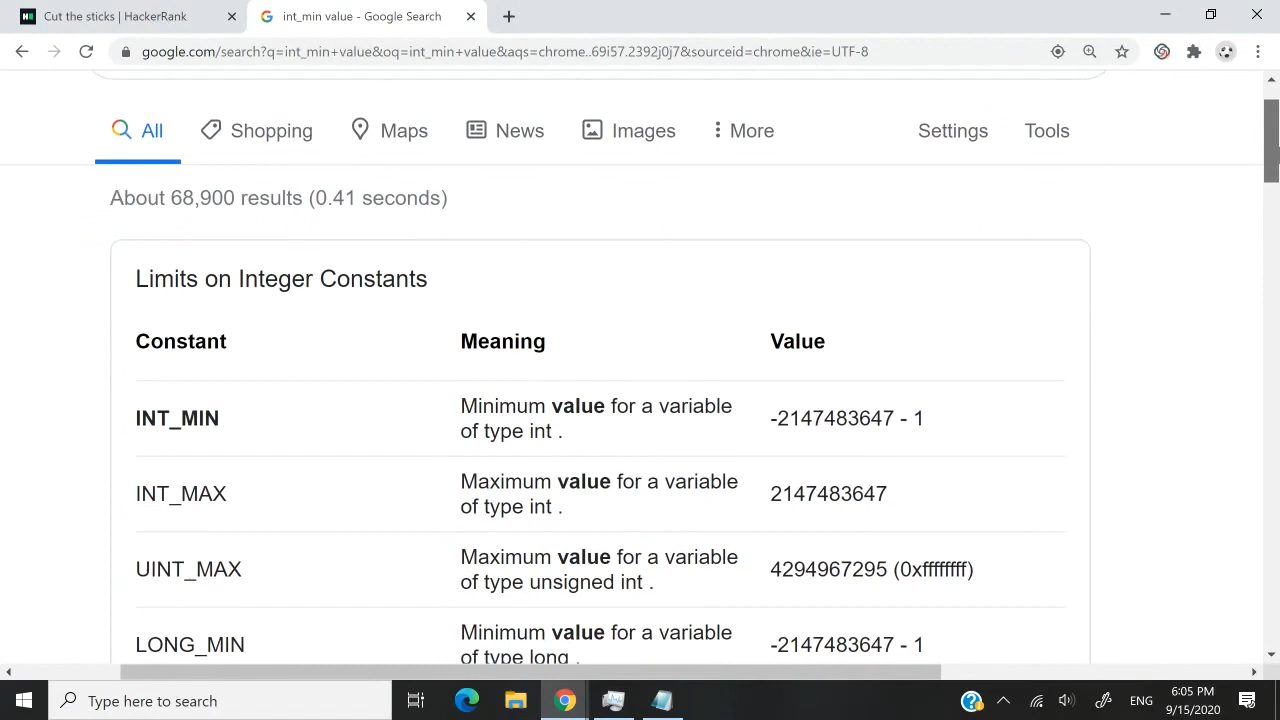 Cut the sticks | HackerRank
int_min value - Google Search
google.com/search?q=int_min+value&oq=int_min+value&aqs=chrome..69i57.2392j0j7&sourceid=chrome&ie=UTF-8
All Shopping Maps News Images More Settings Tools
About 68,900 results (0.41 seconds)
Limits on Integer Constants
Constant Meaning Value
INT_MIN Minimum value for a variable -2147483647 - 1
of type int .
INT_MAX Maximum value for a variable 2147483647
of type int .
UINT_MAX Maximum value for a variable 4294967295 (0xffffffff)
of type unsigned int .
LONG_MIN Minimum value for a variable -2147483647 - 1
of type long .
Type here to search
ENG
6:05 PM
9/15/2020